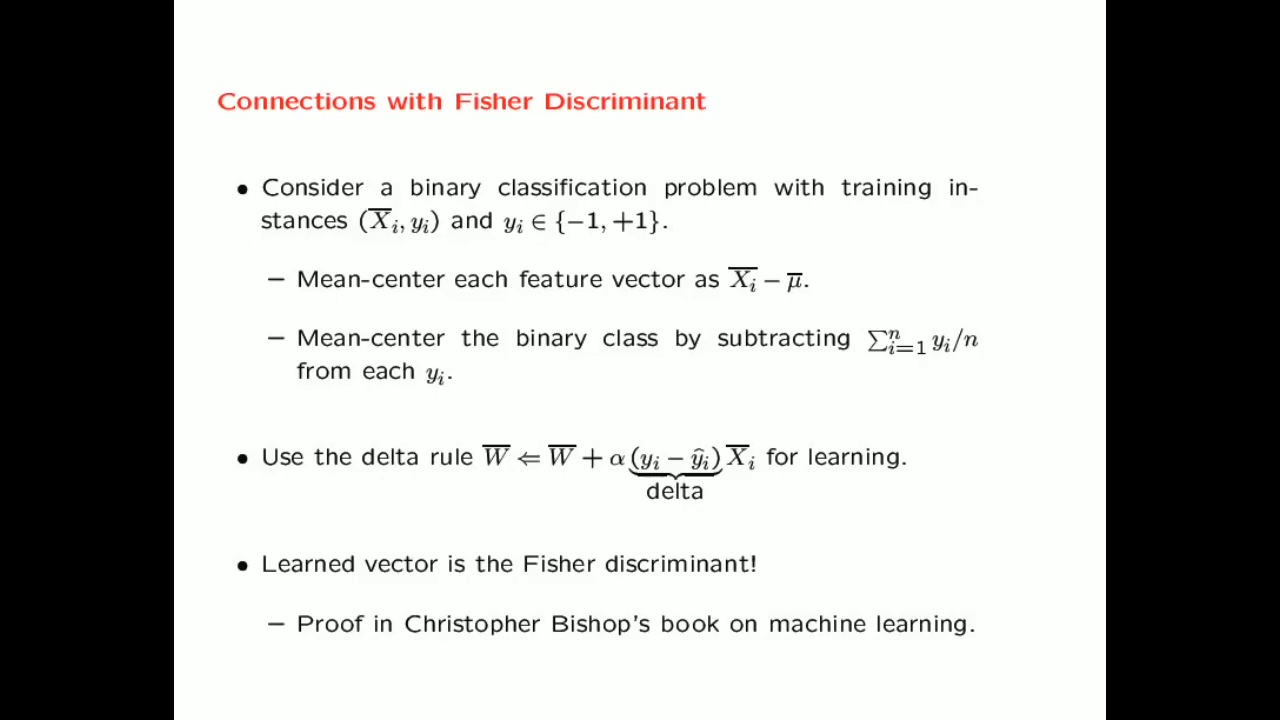 Connections with Fisher Discriminant
• Consider a binary classification problem with training in-
stances (X̅ᵢ, yᵢ) and yᵢ ∈ {−1, +1}.
– Mean-center each feature vector as X̅ᵢ − μ̅.
– Mean-center the binary class by subtracting ∑ⁿᵢ₌₁ yᵢ/n
from each yᵢ.
• Use the delta rule W̅ ⇐ W̅ + α (yᵢ − ŷᵢ) X̅ᵢ for learning.
delta
• Learned vector is the Fisher discriminant!
– Proof in Christopher Bishop's book on machine learning.